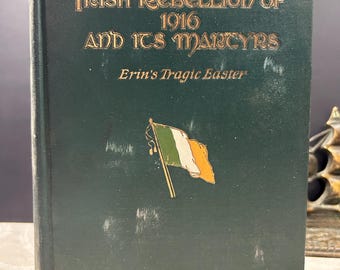 IRISH REBELLION OF
1916
AND ITS MARTYRS
Erin's Tragic Easter